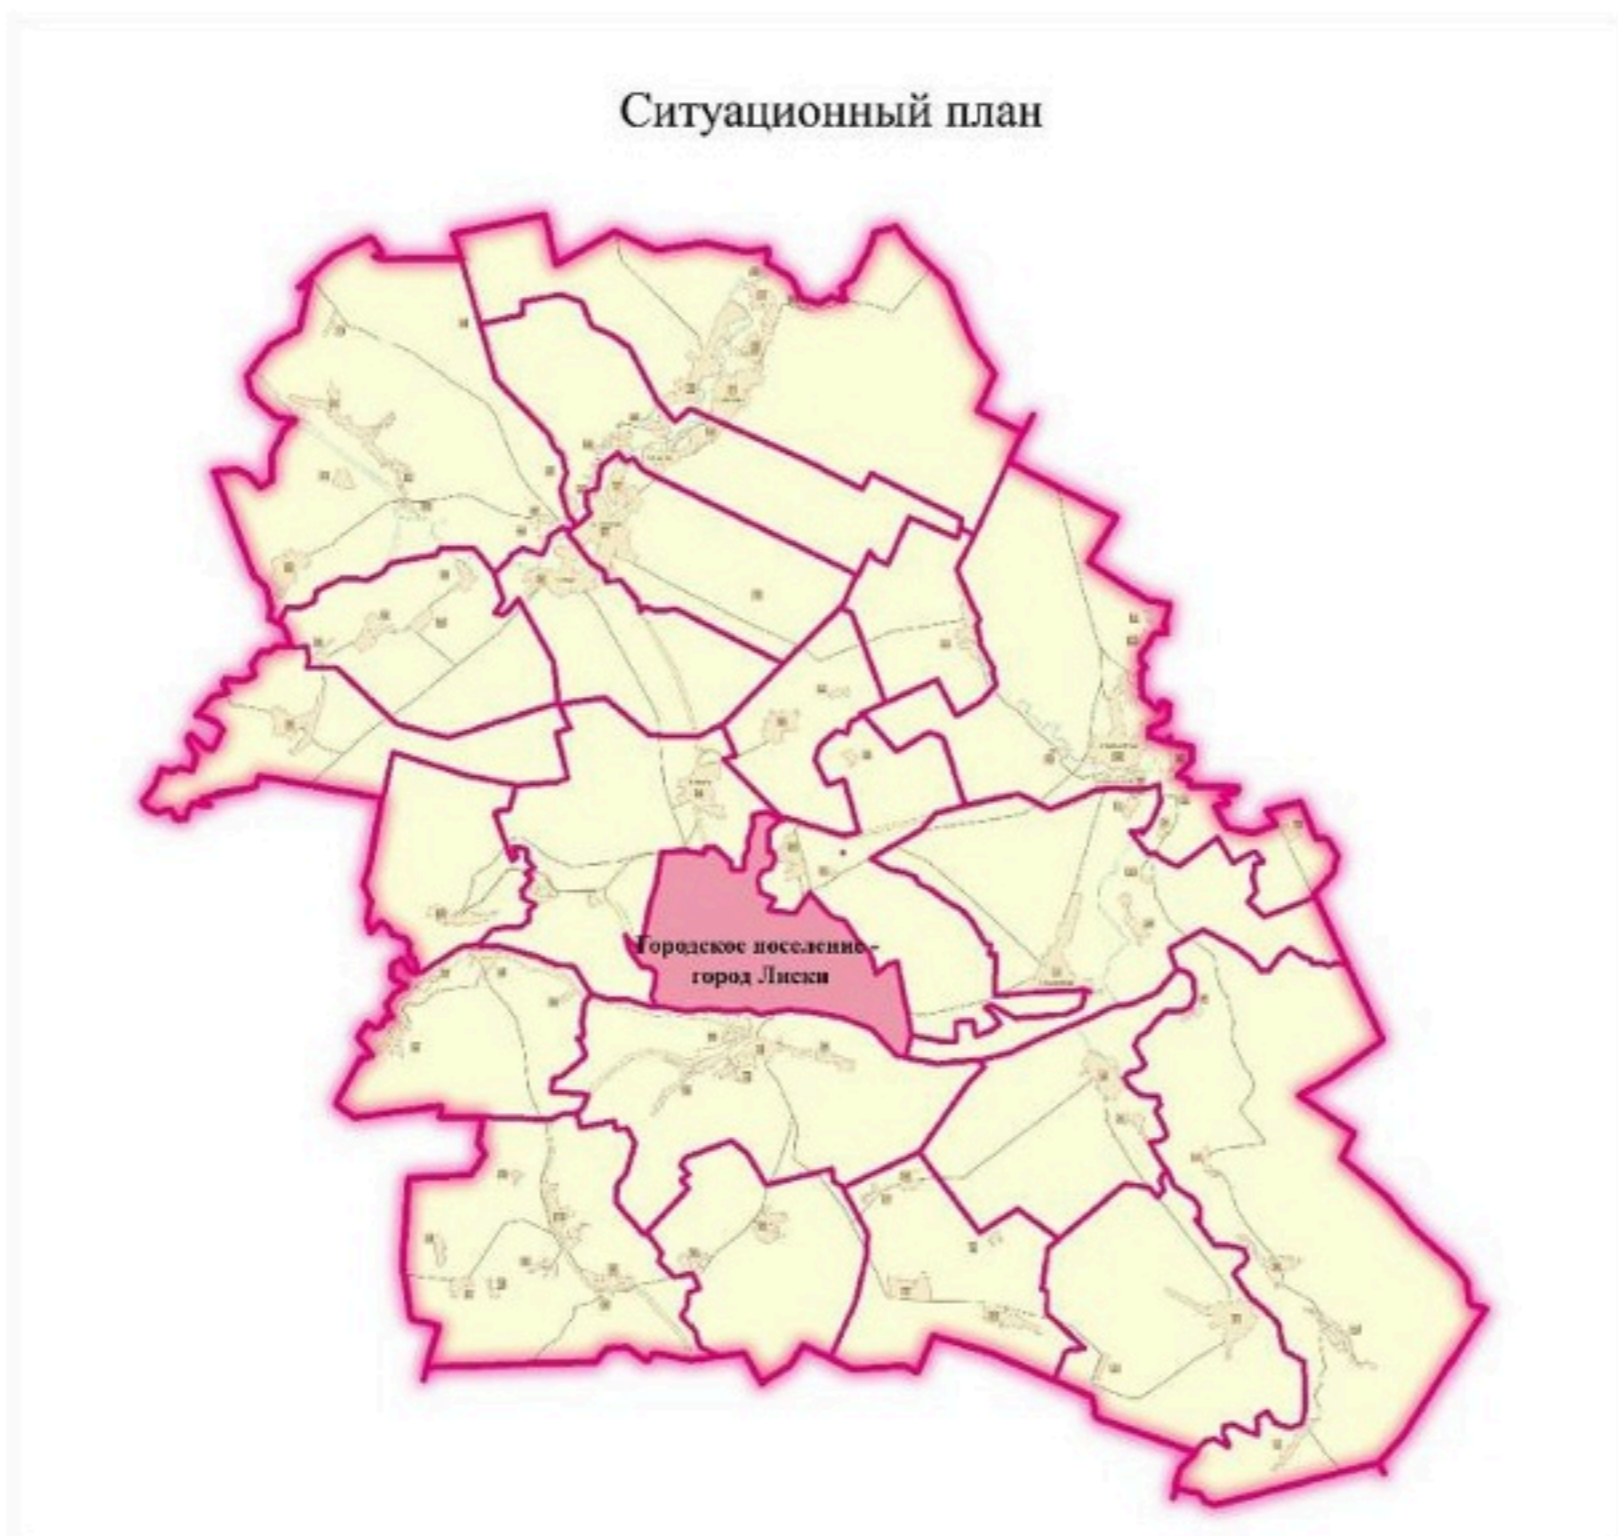 Ситуационный план
Городское поселение -
город Лиски